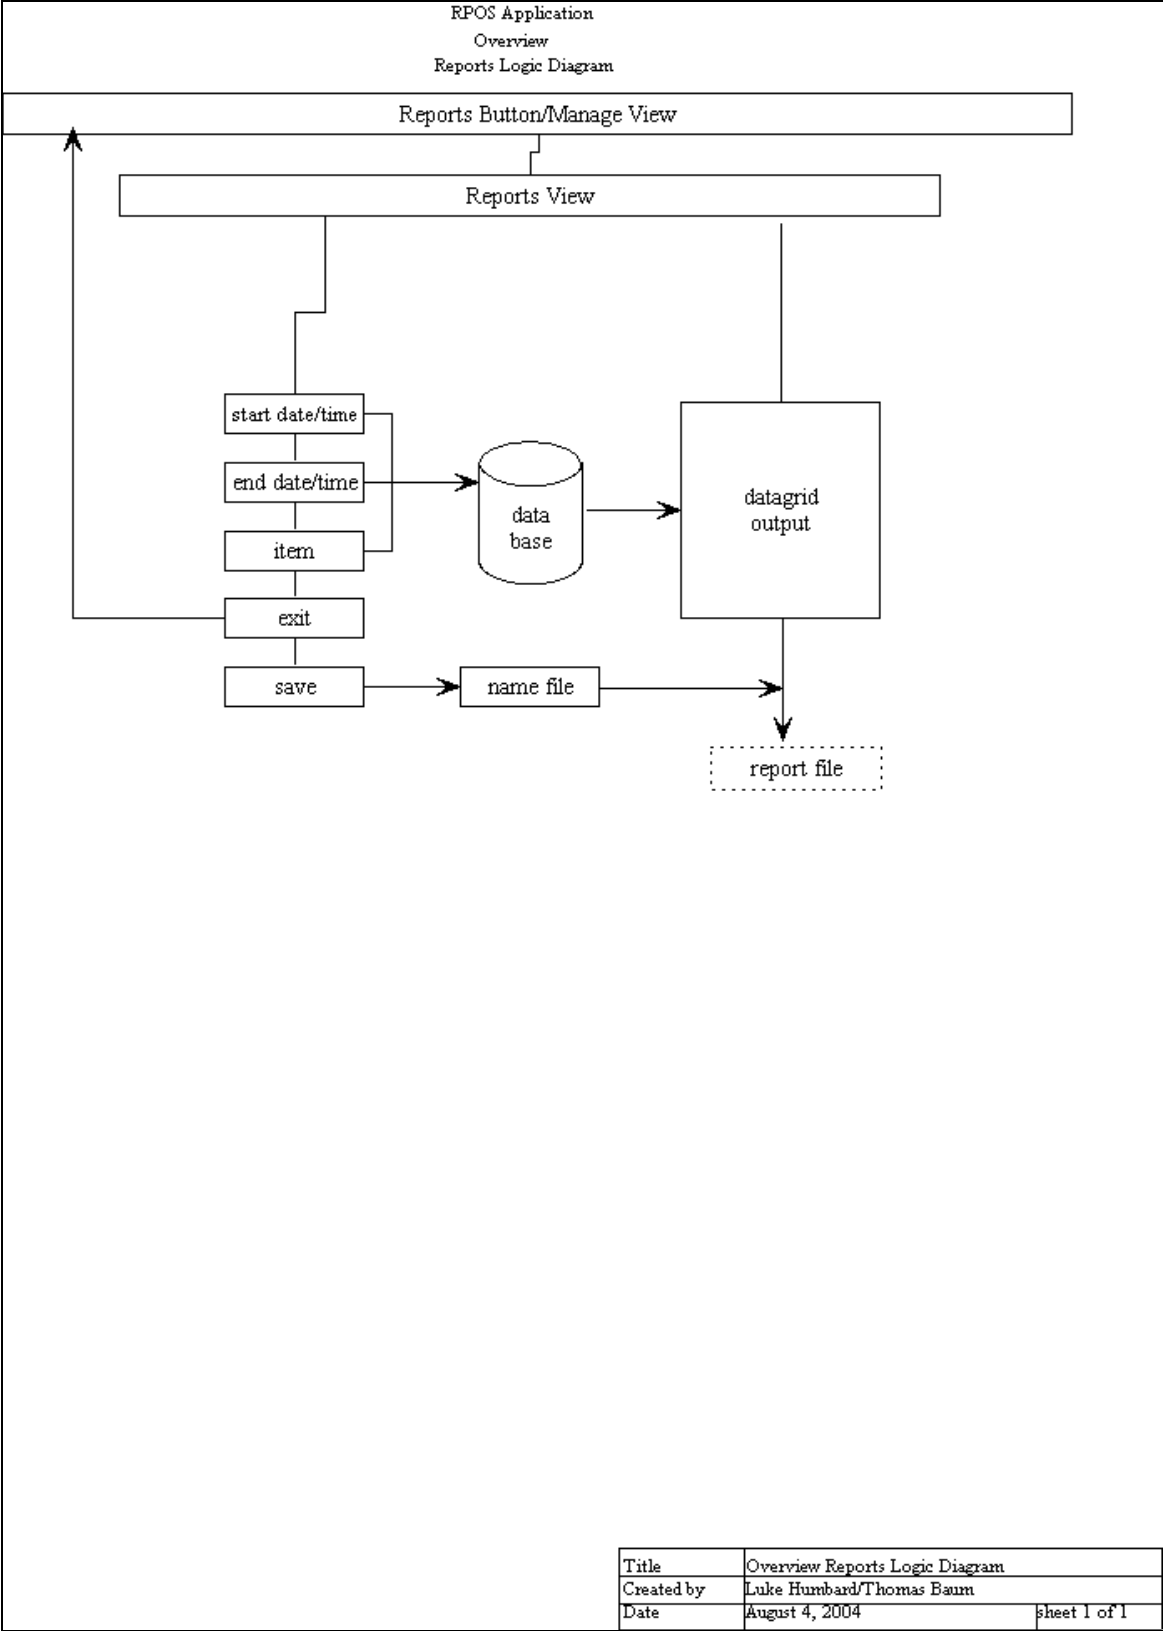 RPOS Application
Overview
Reports Logic Diagram
Reports Button/Manage View
Reports View
start date/time
end date/time
item
exit
save
data
base
datagrid
output
name file
report file
Title Overview Reports Logic Diagram
Created by Luke Humbard/Thomas Baum
Date August 4, 2004 sheet 1 of 1